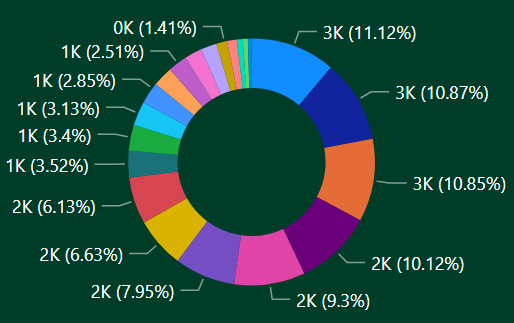 0K (1.41%)
3K (11.12%)
1K (2.51%)
1K (2.85%)
3K (10.87%)
1K (3.13%)
1K (3.4%)
1K (3.52%)
3K (10.85%)
2K (6.13%)
2K (6.63%)
2K (10.12%)
2K (7.95%)
2K (9.3%)